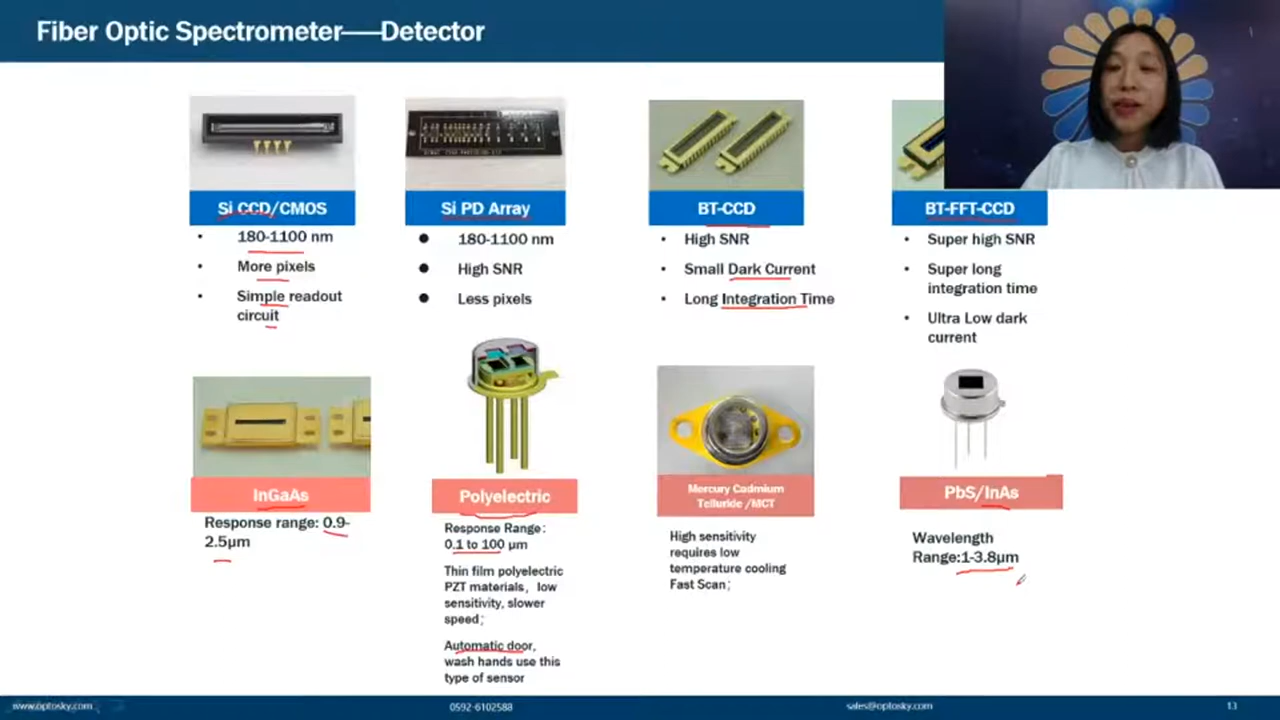 Fiber Optic Spectrometer——Detector
Si CCD/CMOS
180-1100 nm
More pixels
Simple readout
circuit
Si PD Array
180-1100 nm
High SNR
Less pixels
BT-CCD
High SNR
Small Dark Current
Long Integration Time
BT-FFT-CCD
Super high SNR
Super long
integration time
Ultra Low dark
current
InGaAs
Response range: 0.9-
2.5μm
Polyelectric
Response Range:
0.1 to 100 μm
Thin film polyelectric
PZT materials, low
sensitivity, slower
speed;
Automatic door,
wash hands use this
type of sensor
Mercury Cadmium
Telluride /MCT
High sensitivity
requires low
temperature cooling
Fast Scan;
PbS/InAs
Wavelength
Range:1-3.8μm
www.optosky.com
0592-6102588
sales@optosky.com
13